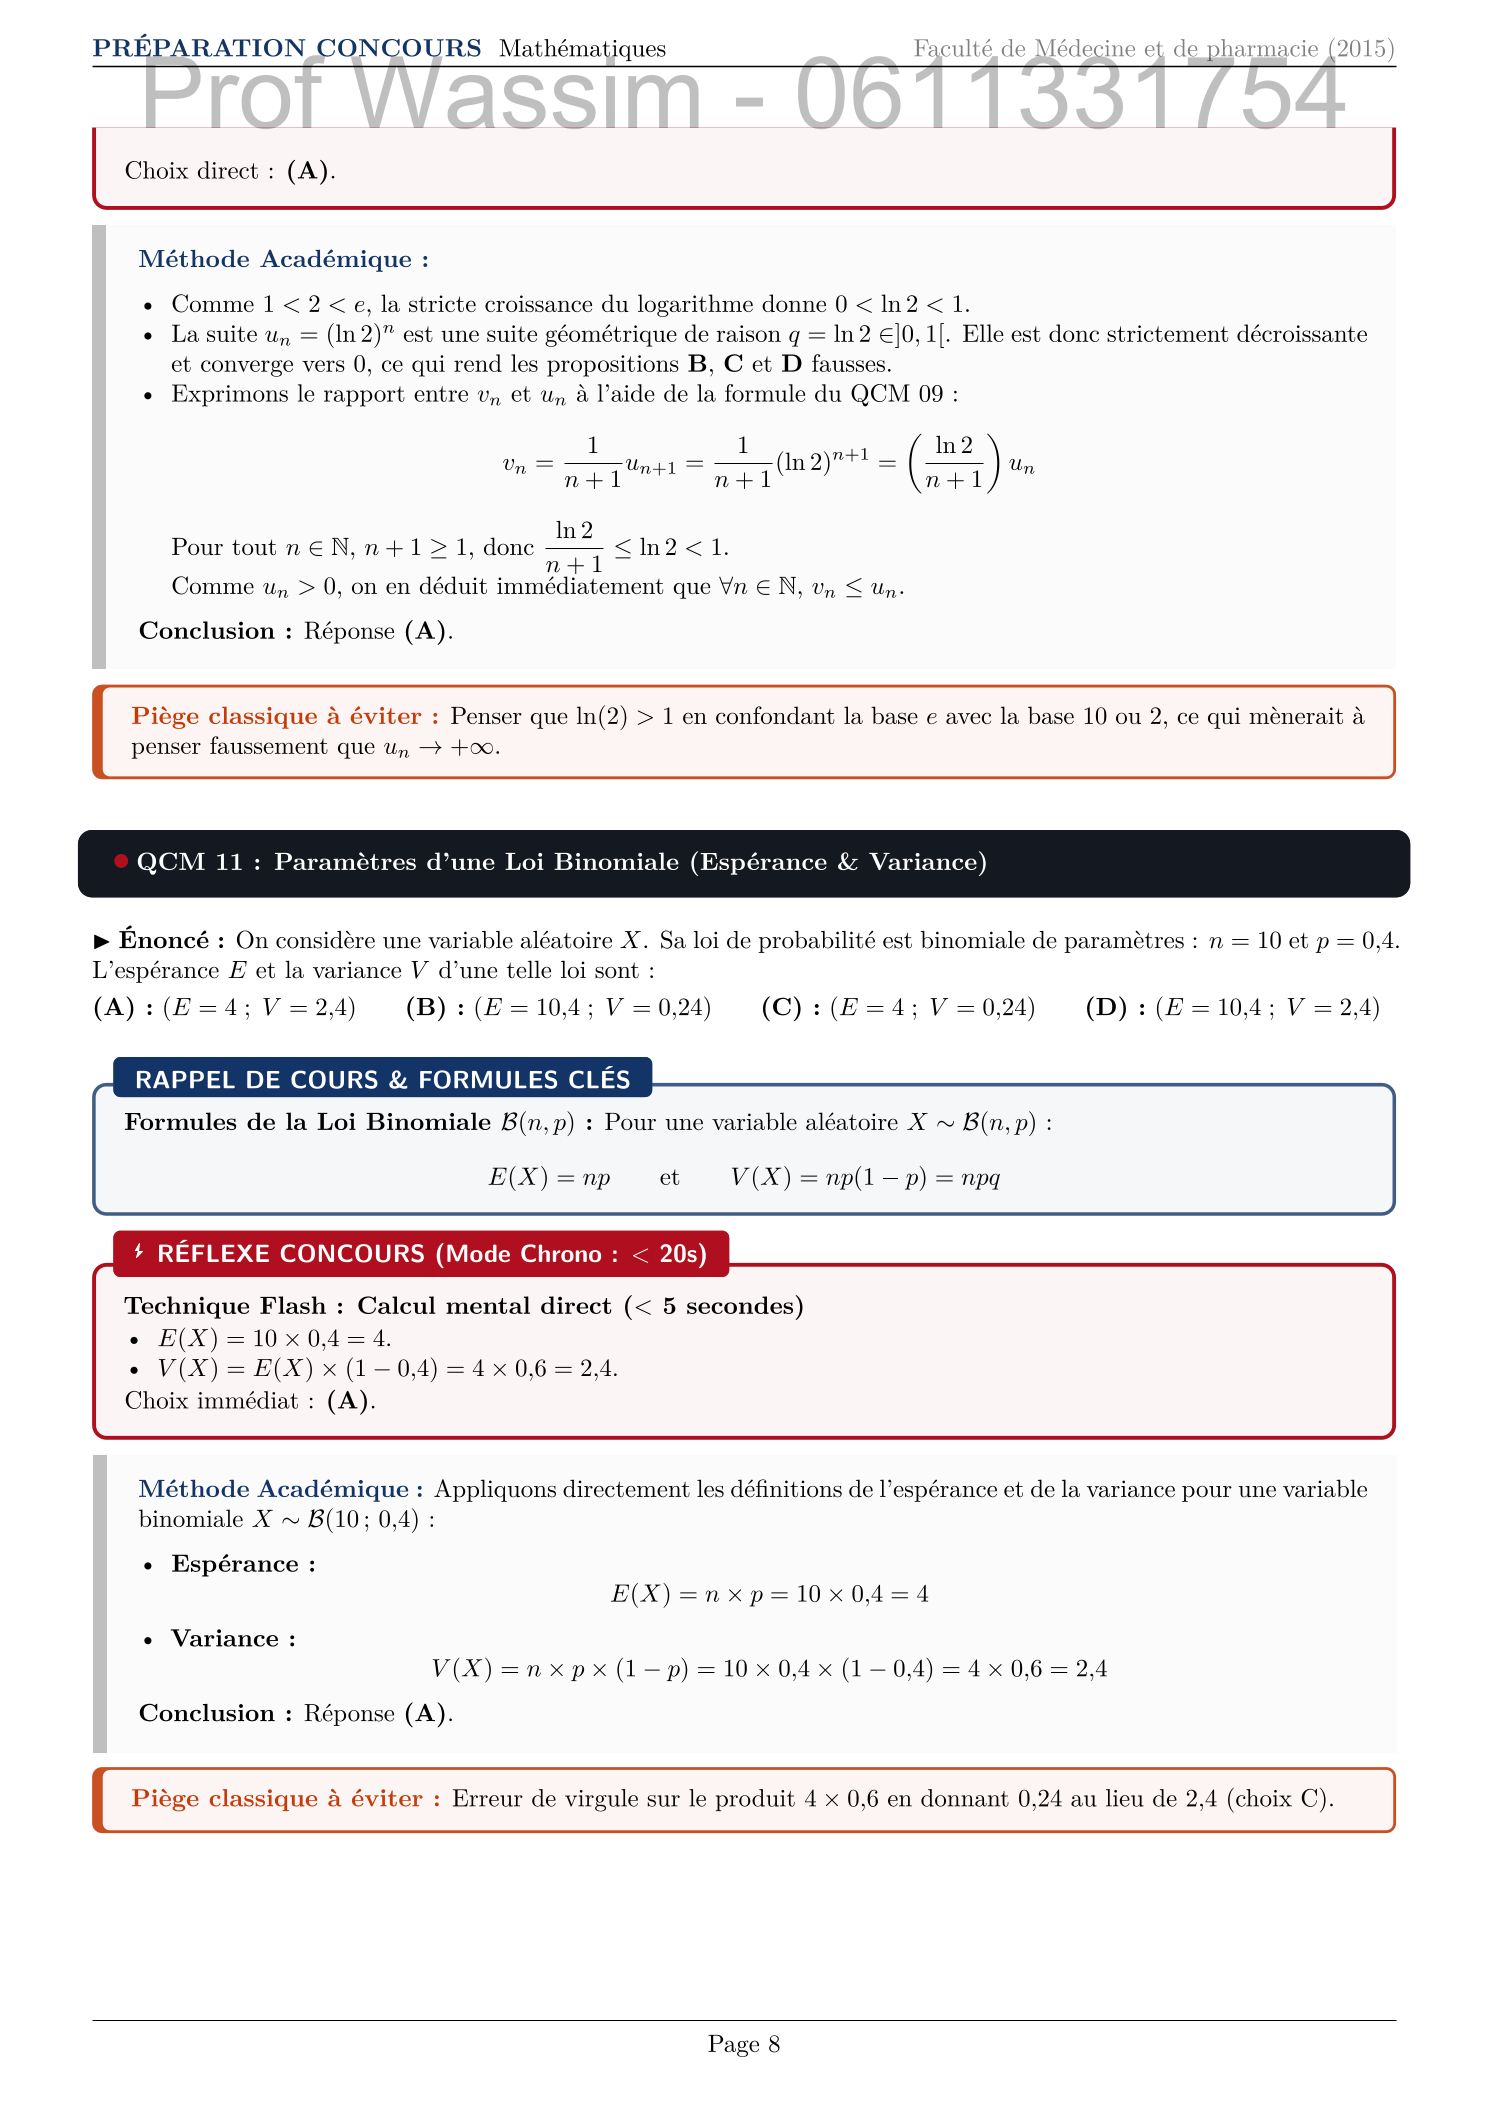 PRÉPARATION CONCOURS Mathématiques Faculté de Médecine et de pharmacie (2015)
Prof Wassim - 0611331754
Choix direct : (A).
Méthode Académique :
• Comme 1 < 2 < e, la stricte croissance du logarithme donne 0 < ln 2 < 1.
• La suite uₙ = (ln 2)ⁿ est une suite géométrique de raison q = ln 2 ∈]0, 1[. Elle est donc strictement décroissante
et converge vers 0, ce qui rend les propositions B, C et D fausses.
• Exprimons le rapport entre vₙ et uₙ à l'aide de la formule du QCM 09 :
vₙ = \frac{1}{n + 1} uₙ₊₁ = \frac{1}{n + 1} (ln 2)ⁿ⁺¹ = \left(\frac{ln 2}{n + 1}\right) uₙ
Pour tout n ∈ ℕ, n + 1 ≥ 1, donc \frac{ln 2}{n + 1} ≤ ln 2 < 1.
Comme uₙ > 0, on en déduit immédiatement que ∀n ∈ ℕ, vₙ ≤ uₙ.
Conclusion : Réponse (A).
Piège classique à éviter : Penser que ln(2) > 1 en confondant la base e avec la base 10 ou 2, ce qui mènerait à
penser faussement que uₙ → +∞.
● QCM 11 : Paramètres d'une Loi Binomiale (Espérance & Variance)
▶ Énoncé : On considère une variable aléatoire X. Sa loi de probabilité est binomiale de paramètres : n = 10 et p = 0,4.
L'espérance E et la variance V d'une telle loi sont :
(A) : (E = 4 ; V = 2,4) (B) : (E = 10,4 ; V = 0,24) (C) : (E = 4 ; V = 0,24) (D) : (E = 10,4 ; V = 2,4)
RAPPEL DE COURS & FORMULES CLÉS
Formules de la Loi Binomiale ℬ(n, p) : Pour une variable aléatoire X ∼ ℬ(n, p) :
E(X) = np et V(X) = np(1 − p) = npq
⚡ RÉFLEXE CONCOURS (Mode Chrono : < 20s)
Technique Flash : Calcul mental direct (< 5 secondes)
• E(X) = 10 × 0,4 = 4.
• V(X) = E(X) × (1 − 0,4) = 4 × 0,6 = 2,4.
Choix immédiat : (A).
Méthode Académique : Appliquons directement les définitions de l'espérance et de la variance pour une variable
binomiale X ∼ ℬ(10 ; 0,4) :
• Espérance :
E(X) = n × p = 10 × 0,4 = 4
• Variance :
V(X) = n × p × (1 − p) = 10 × 0,4 × (1 − 0,4) = 4 × 0,6 = 2,4
Conclusion : Réponse (A).
Piège classique à éviter : Erreur de virgule sur le produit 4 × 0,6 en donnant 0,24 au lieu de 2,4 (choix C).
Page 8